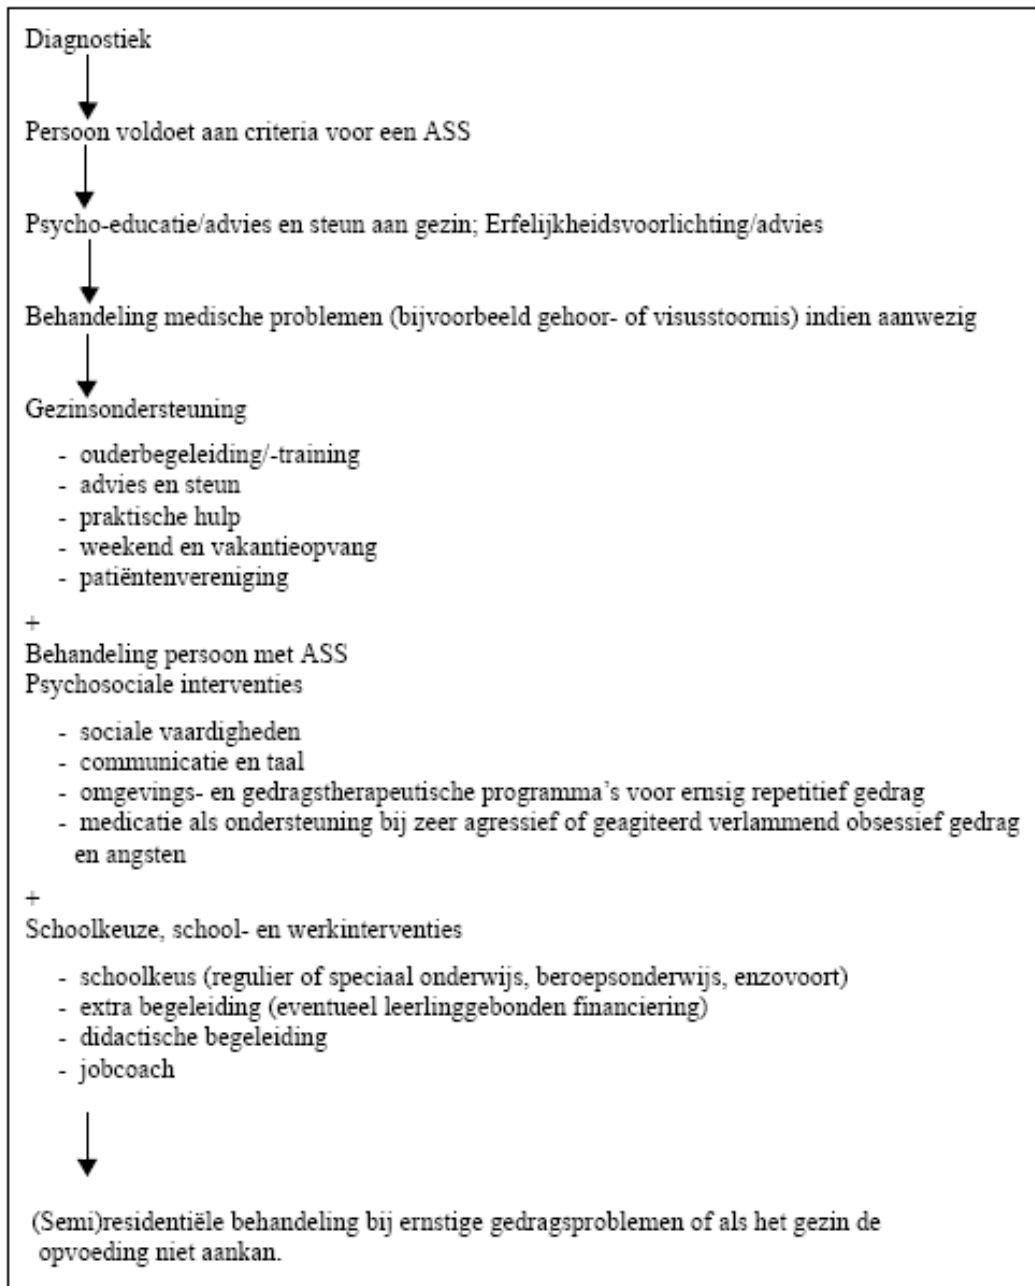 Diagnostiek
Persoon voldoet aan criteria voor een ASS
Psycho-educatie/advies en steun aan gezin; Erfelijkheidsvoorlichting/advies
Behandeling medische problemen (bijvoorbeeld gehoor- of visusstoornis) indien aanwezig
Gezinsondersteuning
- ouderbegeleiding/-training
- advies en steun
- praktische hulp
- weekend en vakantieopvang
- patiëntenvereniging
+
Behandeling persoon met ASS
Psychosociale interventies
- sociale vaardigheden
- communicatie en taal
- omgevings- en gedragstherapeutische programma’s voor ernsig repetitief gedrag
- medicatie als ondersteuning bij zeer agressief of geagiteerd verlammend obsessief gedrag
en angsten
+
Schoolkeuze, school- en werkinterventies
- schoolkeus (regulier of speciaal onderwijs, beroepsonderwijs, enzovoort)
- extra begeleiding (eventueel leerlinggebonden financiering)
- didactische begeleiding
- jobcoach
(Semi)residentiële behandeling bij ernstige gedragsproblemen of als het gezin de
opvoeding niet aankan.